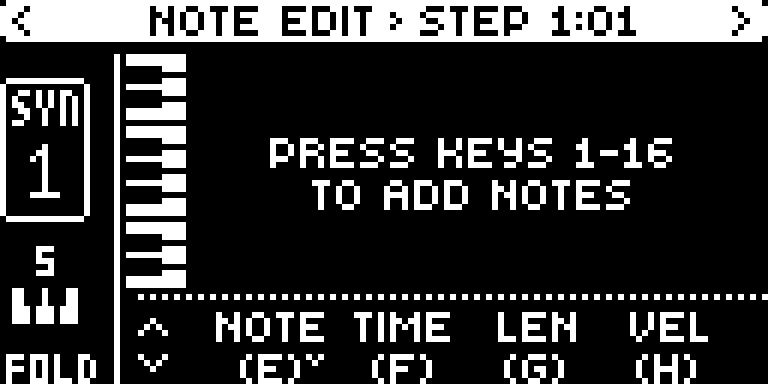 < NOTE EDIT > STEP 1:01 >
SYN
1
PRESS KEYS 1-16
TO ADD NOTES
5
NOTE TIME LEN VEL
FOLD (E) (F) (G) (H)